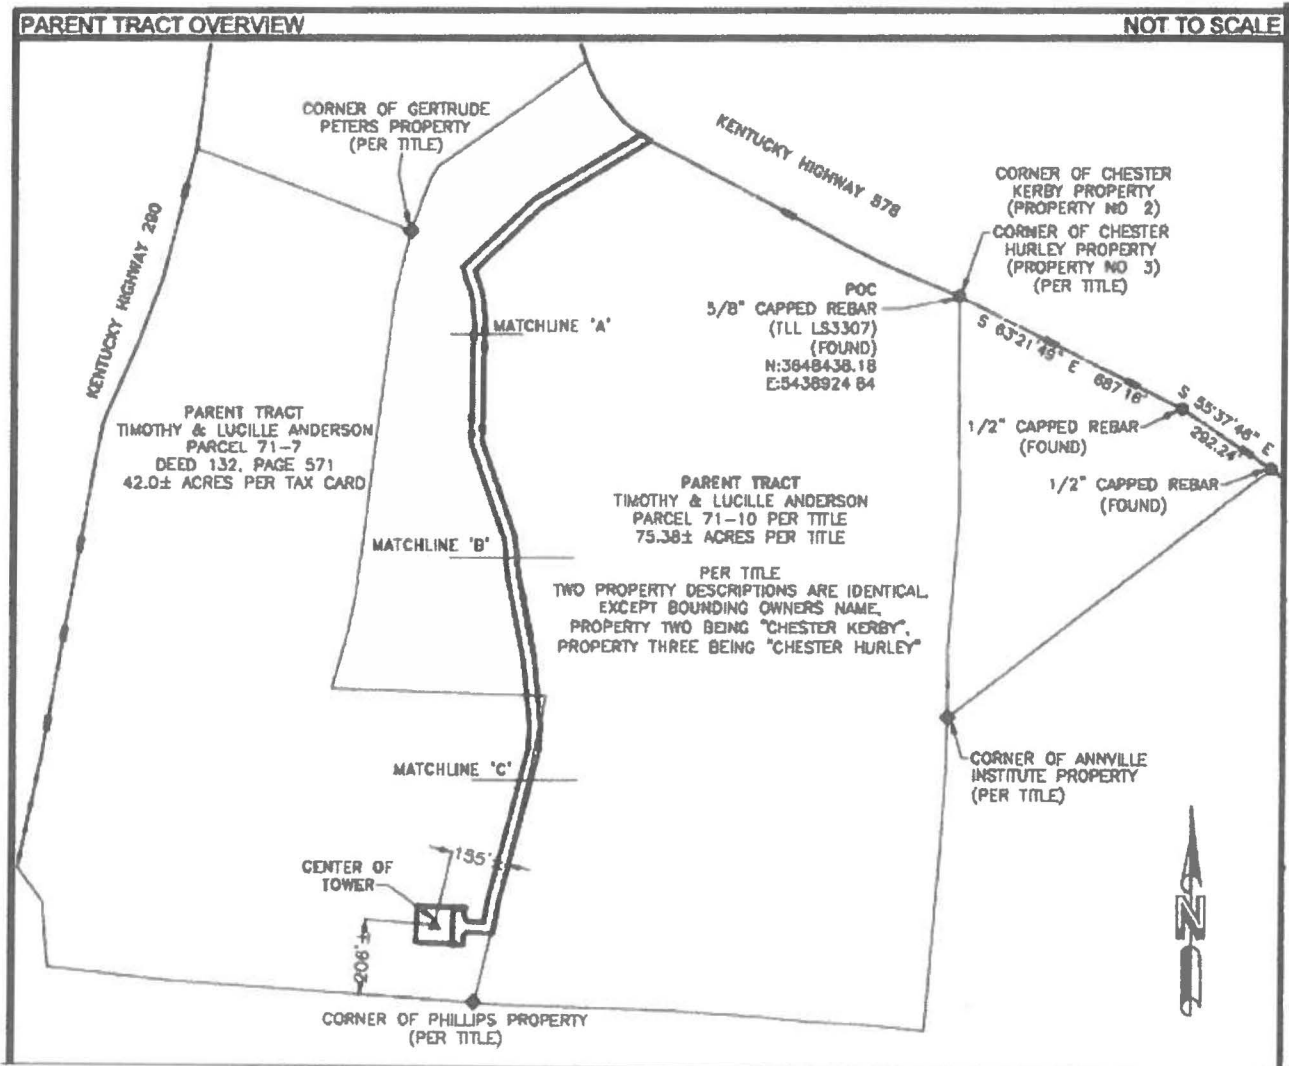 PARENT TRACT OVERVIEW
NOT TO SCALE
CORNER OF GERTRUDE
PETERS PROPERTY
(PER TITLE)
KENTUCKY HIGHWAY 578
CORNER OF CHESTER
KERBY PROPERTY
(PROPERTY NO 2)
CORNER OF CHESTER
HURLEY PROPERTY
(PROPERTY NO 3)
(PER TITLE)
KENTUCKY HIGHWAY 290
POC
5/8" CAPPED REBAR
(TLL LS3307)
(FOUND)
N:3648436.18
E:5438924 84
MATCHLINE 'A'
S 63°21'49" E
687 16'
S 55°37'46" E
292.24'
1/2" CAPPED REBAR
(FOUND)
1/2" CAPPED REBAR
(FOUND)
PARENT TRACT
TIMOTHY & LUCILLE ANDERSON
PARCEL 71-7
DEED 132, PAGE 571
42.0± ACRES PER TAX CARD
PARENT TRACT
TIMOTHY & LUCILLE ANDERSON
PARCEL 71-10 PER TITLE
75.38± ACRES PER TITLE
MATCHLINE 'B'
PER TITLE
TWO PROPERTY DESCRIPTIONS ARE IDENTICAL
EXCEPT BOUNDING OWNERS NAME,
PROPERTY TWO BEING "CHESTER KERBY",
PROPERTY THREE BEING "CHESTER HURLEY"
MATCHLINE 'C'
CORNER OF ANNVILLE
INSTITUTE PROPERTY
(PER TITLE)
155'±
CENTER OF
TOWER
206'±
N
CORNER OF PHILLIPS PROPERTY
(PER TITLE)